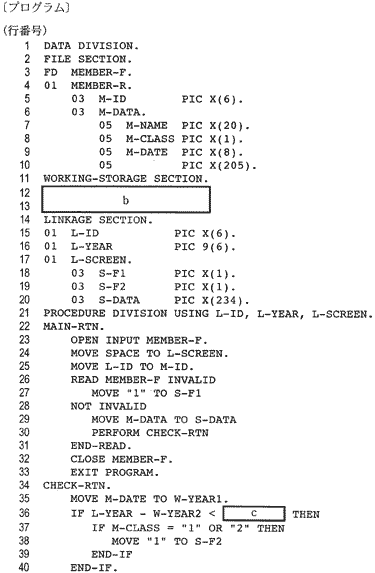 〔プログラム〕
(行番号)
1 DATA DIVISION.
2 FILE SECTION.
3 FD MEMBER-F.
4 01 MEMBER-R.
5 03 M-ID PIC X(6).
6 03 M-DATA.
7 05 M-NAME PIC X(20).
8 05 M-CLASS PIC X(1).
9 05 M-DATE PIC X(8).
10 05 PIC X(205).
11 WORKING-STORAGE SECTION.
12
13 b
14 LINKAGE SECTION.
15 01 L-ID PIC X(6).
16 01 L-YEAR PIC 9(6).
17 01 L-SCREEN.
18 03 S-F1 PIC X(1).
19 03 S-F2 PIC X(1).
20 03 S-DATA PIC X(234).
21 PROCEDURE DIVISION USING L-ID, L-YEAR, L-SCREEN.
22 MAIN-RTN.
23 OPEN INPUT MEMBER-F.
24 MOVE SPACE TO L-SCREEN.
25 MOVE L-ID TO M-ID.
26 READ MEMBER-F INVALID
27 MOVE "1" TO S-F1
28 NOT INVALID
29 MOVE M-DATA TO S-DATA
30 PERFORM CHECK-RTN
31 END-READ.
32 CLOSE MEMBER-F.
33 EXIT PROGRAM.
34 CHECK-RTN.
35 MOVE M-DATE TO W-YEAR1.
36 IF L-YEAR - W-YEAR2 < c THEN
37 IF M-CLASS = "1" OR "2" THEN
38 MOVE "1" TO S-F2
39 END-IF
40 END-IF.